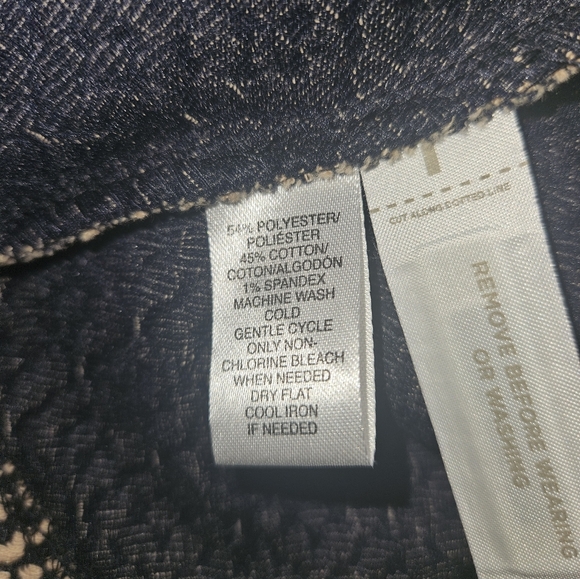 54% POLYESTER/
POLIÉSTER
45% COTTON/
COTON/ALGODÓN
1% SPANDEX
MACHINE WASH
COLD
GENTLE CYCLE
ONLY NON-
CHLORINE BLEACH
WHEN NEEDED
DRY FLAT
COOL IRON
IF NEEDED
CUT ALONG DOTTED LINE
REMOVE BEFORE WEARING
OR WASHING